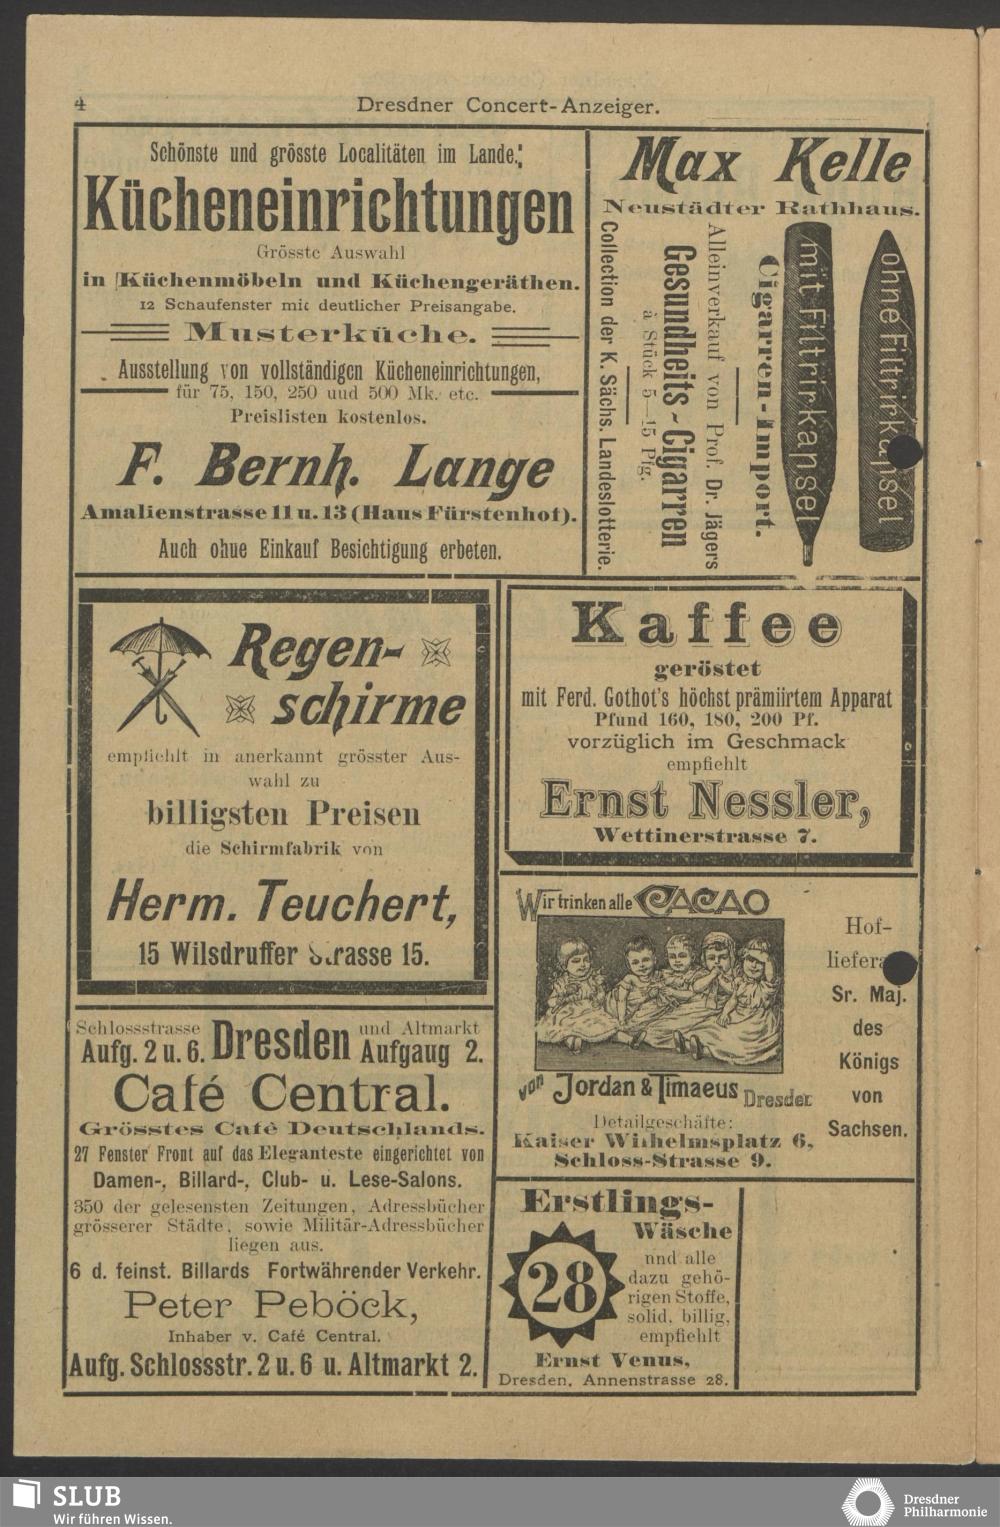 4
Dresdner Concert-Anzeiger.
Schönste und grösste Localitäten im Lande.
Kücheneinrichtungen
Grösste Auswahl
in Küchenmöbeln und Küchengeräthen.
12 Schaufenster mit deutlicher Preisangabe.
Musterküche.
Ausstellung von vollständigen Kücheneinrichtungen,
für 75, 150, 250 uud 500 Mk. etc.
Preislisten kostenlos.
F. Bernh. Lange
Amalienstrasse 11 u. 13 (Haus Fürstenhof).
Auch ohue Einkauf Besichtigung erbeten.
Max Kelle
Neustädter Rathhaus.
ohne Filtrirkapsel
mit Filtrirkapsel
Cigarren-Import.
Alleinverkauf von Prof. Dr. Jägers
Gesundheits-Cigarren
à Stück 5—15 Pfg.
Collection der K. Sächs. Landeslotterie.
Regen-
schirme
empfiehlt in anerkannt grösster Aus-
wahl zu
billigsten Preisen
die Schirmfabrik von
Herm. Teuchert,
15 Wilsdruffer Strasse 15.
Kaffee
geröstet
mit Ferd. Gothot's höchst prämiirtem Apparat
Pfund 160, 180, 200 Pf.
vorzüglich im Geschmack
empfiehlt
Ernst Nessler,
Wettinerstrasse 7.
Wir trinken alle CACAO
von Jordan & Timaeus Dresden
Detailgeschäfte:
Kaiser Wilhelmsplatz 6,
Schloss-Strasse 9.
Hof-
liefera
Sr. Maj.
des
Königs
von
Sachsen.
Schlossstrasse
Aufg. 2 u. 6.
Dresden
und Altmarkt
Aufgaug 2.
Café Central.
Grösstes Café Deutschlands.
27 Fenster Front auf das Eleganteste eingerichtet von
Damen-, Billard-, Club- u. Lese-Salons.
350 der gelesensten Zeitungen, Adressbücher
grösserer Städte, sowie Militär-Adressbücher
liegen aus.
6 d. feinst. Billards Fortwährender Verkehr.
Peter Peböck,
Inhaber v. Café Central.
Aufg. Schlossstr. 2 u. 6 u. Altmarkt 2.
Erstlings-
Wäsche
28
nnd alle
dazu gehö-
rigen Stoffe,
solid, billig,
empfiehlt
Ernst Venus,
Dresden, Annenstrasse 28.
SLUB
Wir führen Wissen.
Dresdner
Philharmonie